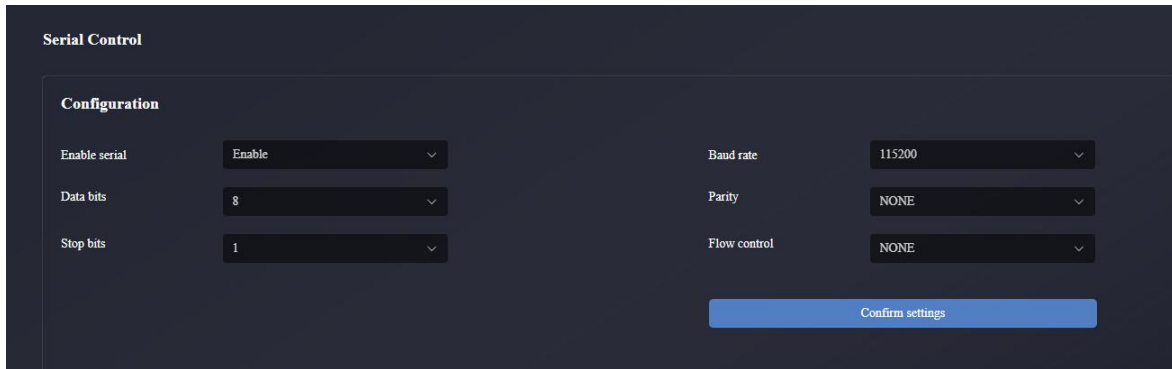 Serial Control
Configuration
Enable serial Enable Baud rate 115200
Data bits 8 Parity NONE
Stop bits 1 Flow control NONE
Confirm settings